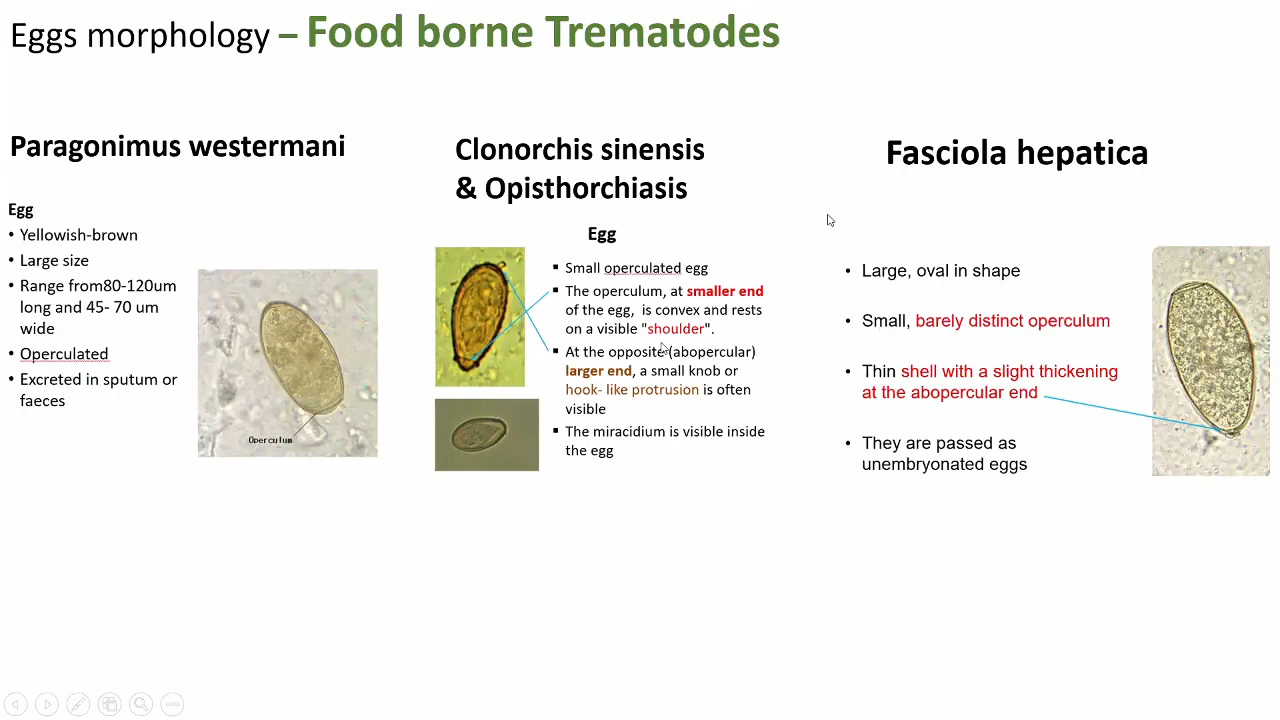 Eggs morphology – Food borne Trematodes
Paragonimus westermani
Egg
• Yellowish-brown
• Large size
• Range from80-120um
long and 45- 70 um
wide
• Operculated
• Excreted in sputum or
faeces
Operculum
Clonorchis sinensis
& Opisthorchiasis
Egg
▪ Small operculated egg
▪ The operculum, at smaller end
of the egg,  is convex and rests
on a visible "shoulder".
▪ At the opposite (abopercular)
larger end, a small knob or
hook- like protrusion is often
visible
▪ The miracidium is visible inside
the egg
Fasciola hepatica
• Large, oval in shape
• Small, barely distinct operculum
• Thin shell with a slight thickening
at the abopercular end
• They are passed as
unembryonated eggs